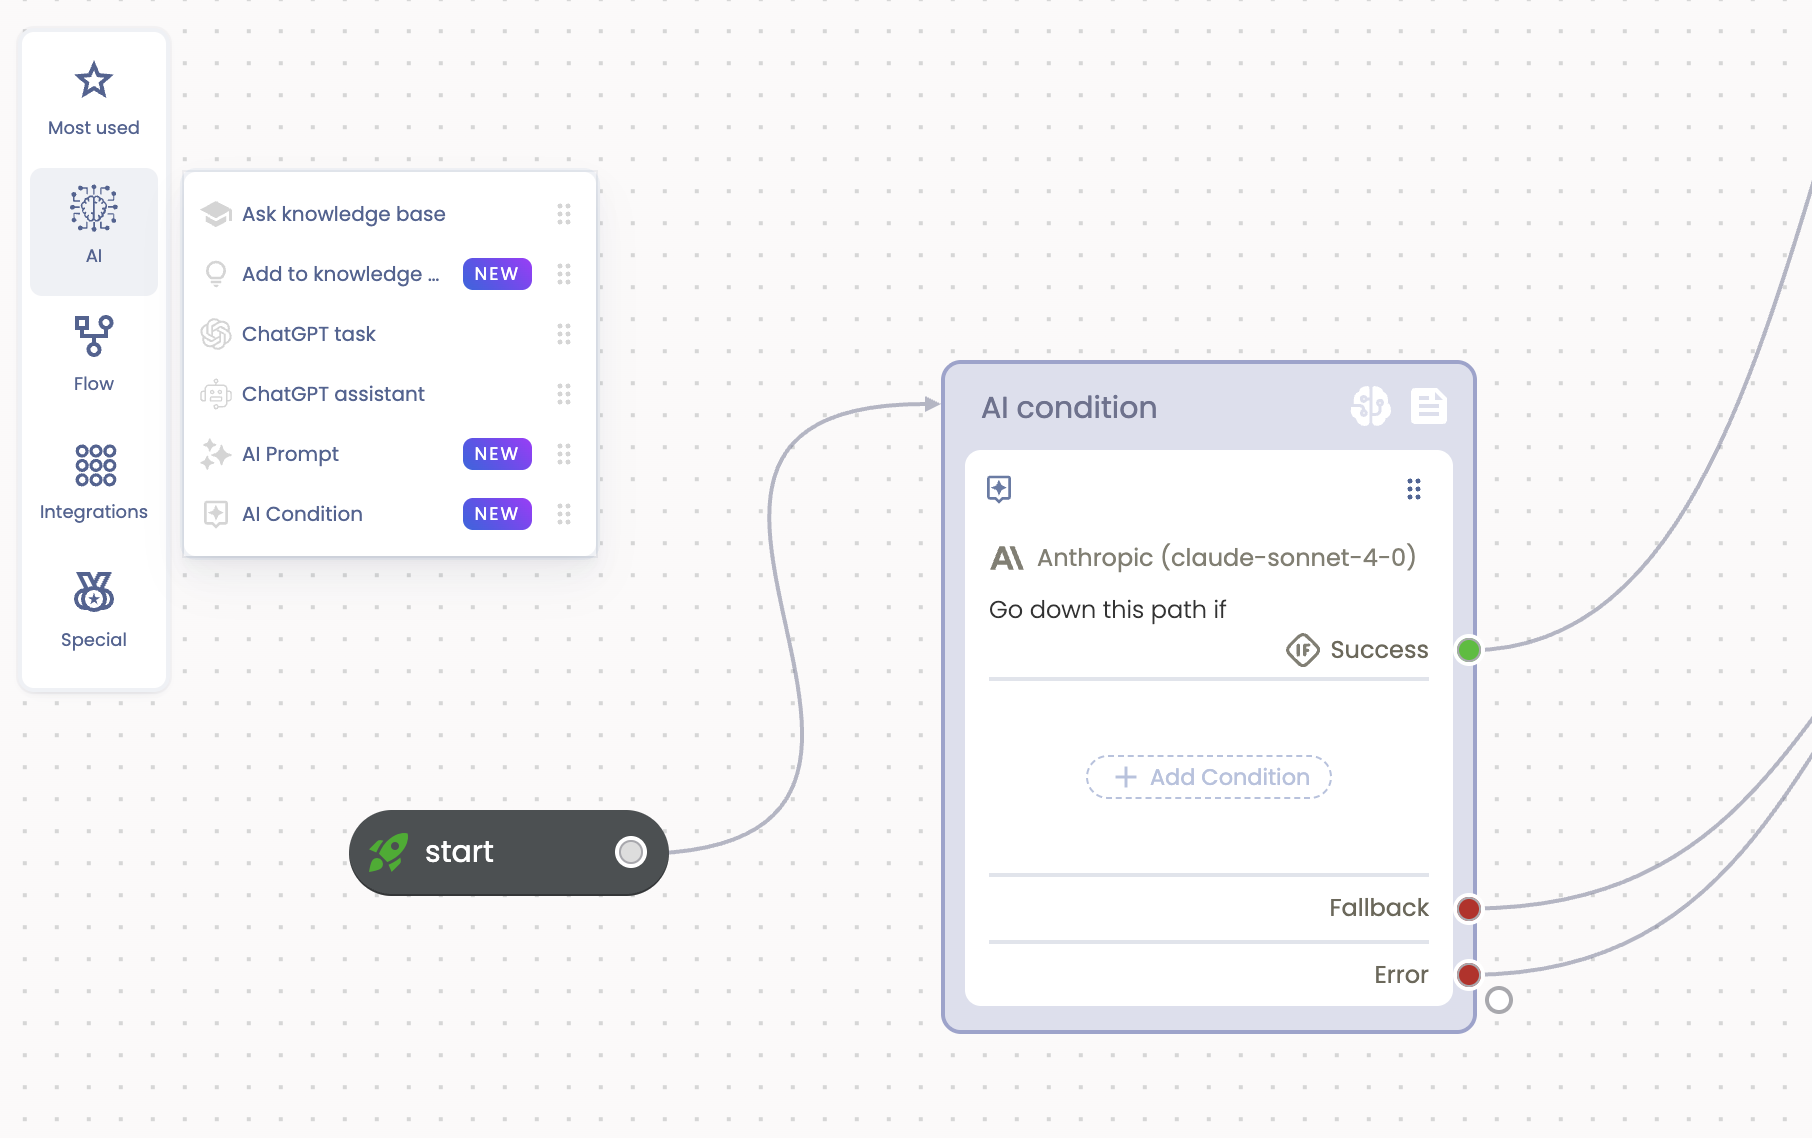 Most used
AI
Flow
Integrations
Special
Ask knowledge base
Add to knowledge ...
NEW
ChatGPT task
ChatGPT assistant
AI Prompt
NEW
AI Condition
NEW
start
AI condition
Anthropic (claude-sonnet-4-0)
Go down this path if
IF Success
+ Add Condition
Fallback
Error